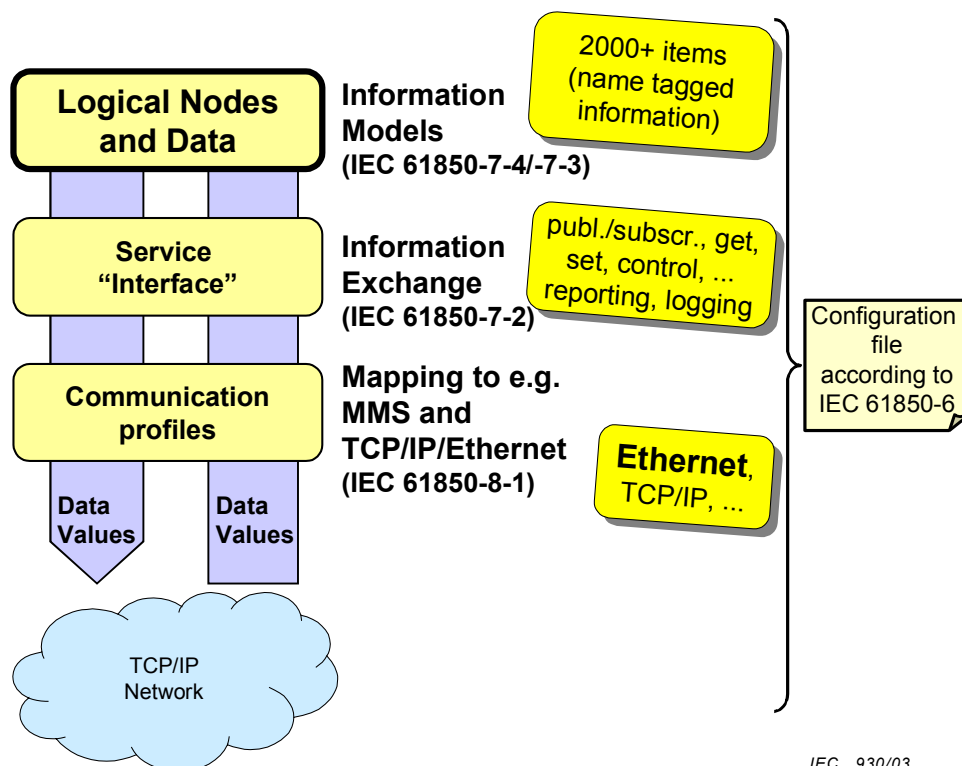 Logical Nodes
and Data
Information
Models
(IEC 61850-7-4/-7-3)
2000+ items
(name tagged
information)
Service
“Interface”
Information
Exchange
(IEC 61850-7-2)
publ./subscr., get,
set, control, ...
reporting, logging
Configuration
file
according to
IEC 61850-6
Communication
profiles
Mapping to e.g.
MMS and
TCP/IP/Ethernet
(IEC 61850-8-1)
Ethernet,
TCP/IP, ...
Data
Values
Data
Values
TCP/IP
Network
IEC 930/03